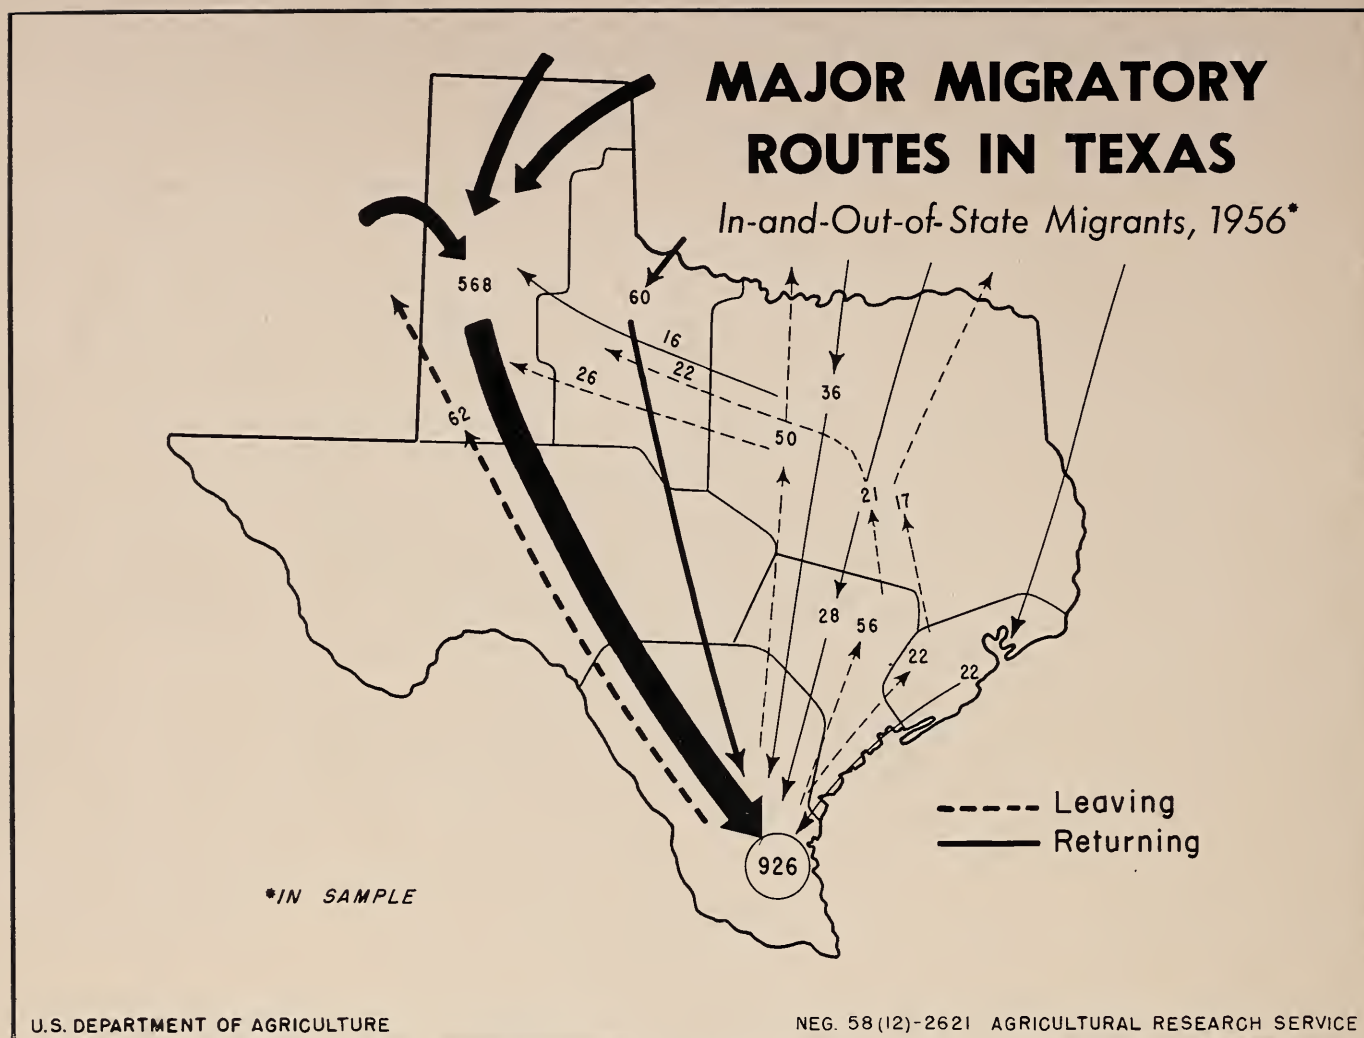 MAJOR MIGRATORY
ROUTES IN TEXAS
In-and-Out-of-State Migrants, 1956*
568
60
16
22
26
36
62
50
21
17
28
56
22
22
Leaving
Returning
926
*IN SAMPLE
U.S. DEPARTMENT OF AGRICULTURE
NEG. 58(12)-2621 AGRICULTURAL RESEARCH SERVICE